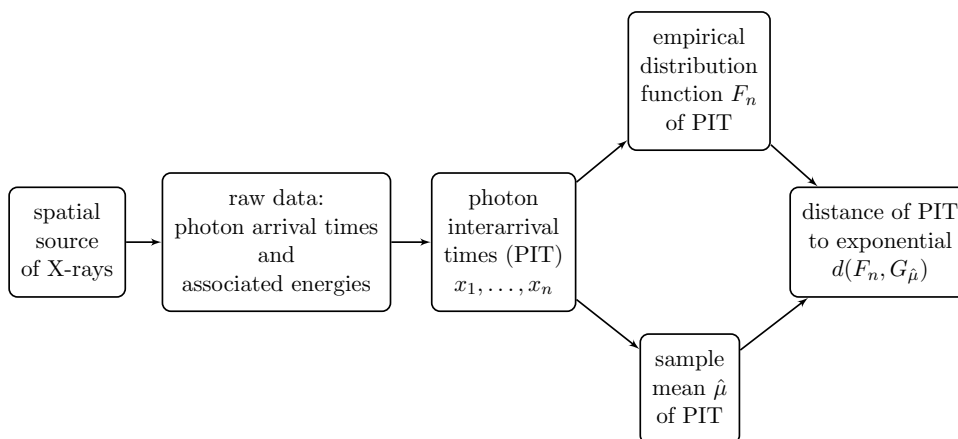 spatial
source
of X-rays
raw data:
photon arrival times
and
associated energies
photon
interarrival
times (PIT)
x₁, . . . , xₙ
empirical
distribution
function Fₙ
of PIT
sample
mean μ̂
of PIT
distance of PIT
to exponential
d(Fₙ, G_μ̂)